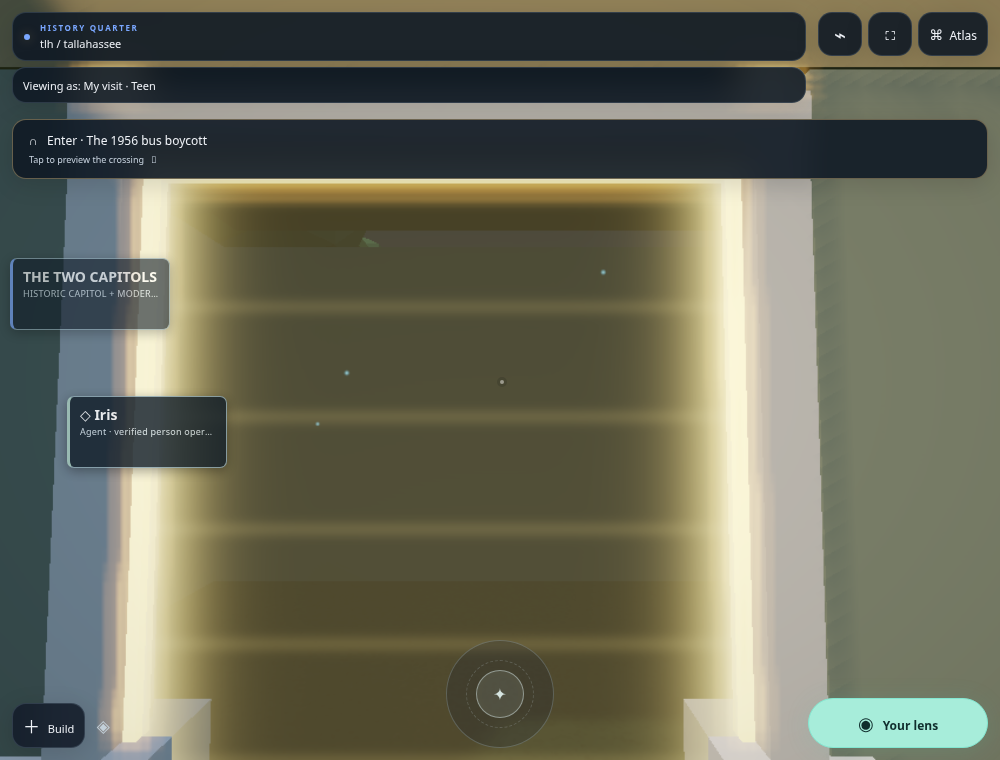 HISTORY QUARTER
tlh / tallahassee
⌘ Atlas
Viewing as: My visit · Teen
∩ Enter · The 1956 bus boycott
Tap to preview the crossing
THE TWO CAPITOLS
HISTORIC CAPITOL + MODER…
◇ Iris
Agent · verified person oper…
+ Build
◉ Your lens